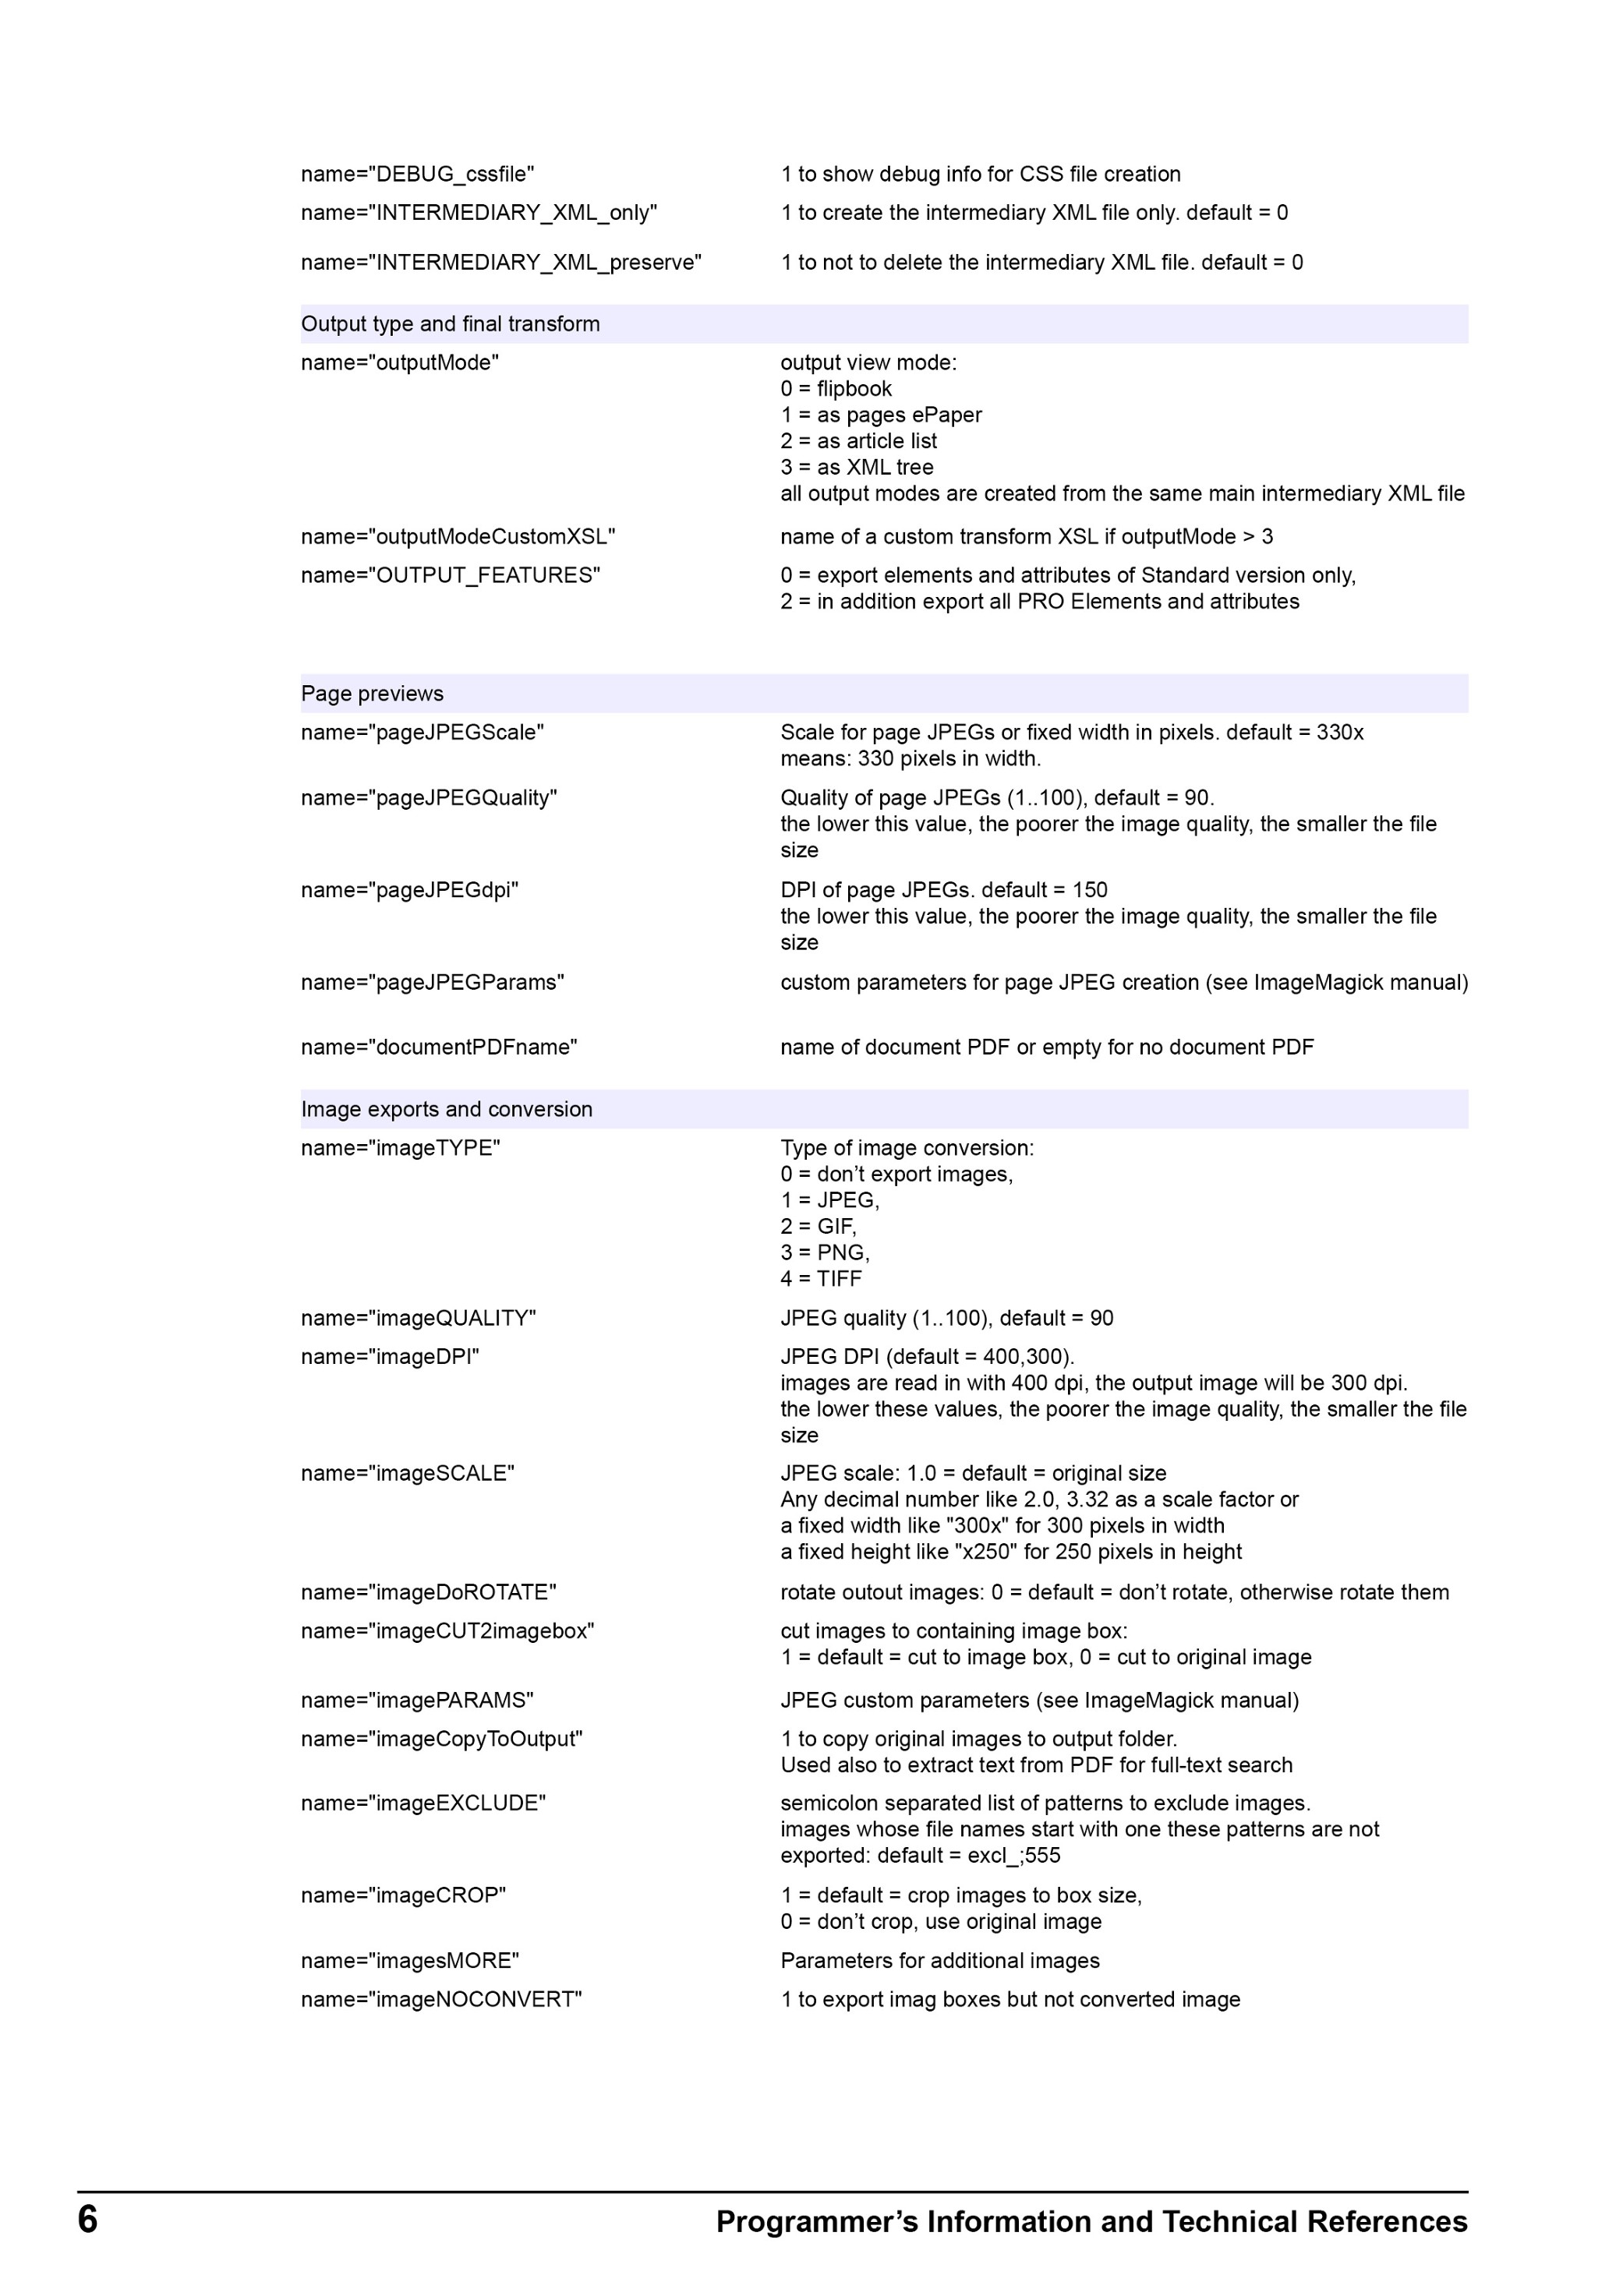 name="DEBUG_cssfile" 1 to show debug info for CSS file creation
name="INTERMEDIARY_XML_only" 1 to create the intermediary XML file only. default = 0
name="INTERMEDIARY_XML_preserve" 1 to not to delete the intermediary XML file. default = 0
Output type and final transform
name="outputMode" output view mode:
0 = flipbook
1 = as pages ePaper
2 = as article list
3 = as XML tree
all output modes are created from the same main intermediary XML file
name="outputModeCustomXSL" name of a custom transform XSL if outputMode > 3
name="OUTPUT_FEATURES" 0 = export elements and attributes of Standard version only,
2 = in addition export all PRO Elements and attributes
Page previews
name="pageJPEGScale" Scale for page JPEGs or fixed width in pixels. default = 330x
means: 330 pixels in width.
name="pageJPEGQuality" Quality of page JPEGs (1..100), default = 90.
the lower this value, the poorer the image quality, the smaller the file
size
name="pageJPEGdpi" DPI of page JPEGs. default = 150
the lower this value, the poorer the image quality, the smaller the file
size
name="pageJPEGParams" custom parameters for page JPEG creation (see ImageMagick manual)
name="documentPDFname" name of document PDF or empty for no document PDF
Image exports and conversion
name="imageTYPE" Type of image conversion:
0 = don’t export images,
1 = JPEG,
2 = GIF,
3 = PNG,
4 = TIFF
name="imageQUALITY" JPEG quality (1..100), default = 90
name="imageDPI" JPEG DPI (default = 400,300).
images are read in with 400 dpi, the output image will be 300 dpi.
the lower these values, the poorer the image quality, the smaller the file
size
name="imageSCALE" JPEG scale: 1.0 = default = original size
Any decimal number like 2.0, 3.32 as a scale factor or
a fixed width like "300x" for 300 pixels in width
a fixed height like "x250" for 250 pixels in height
name="imageDoROTATE" rotate outout images: 0 = default = don’t rotate, otherwise rotate them
name="imageCUT2imagebox" cut images to containing image box:
1 = default = cut to image box, 0 = cut to original image
name="imagePARAMS" JPEG custom parameters (see ImageMagick manual)
name="imageCopyToOutput" 1 to copy original images to output folder.
Used also to extract text from PDF for full-text search
name="imageEXCLUDE" semicolon separated list of patterns to exclude images.
images whose file names start with one these patterns are not
exported: default = excl_;555
name="imageCROP" 1 = default = crop images to box size,
0 = don’t crop, use original image
name="imagesMORE" Parameters for additional images
name="imageNOCONVERT" 1 to export imag boxes but not converted image
6 Programmer’s Information and Technical References